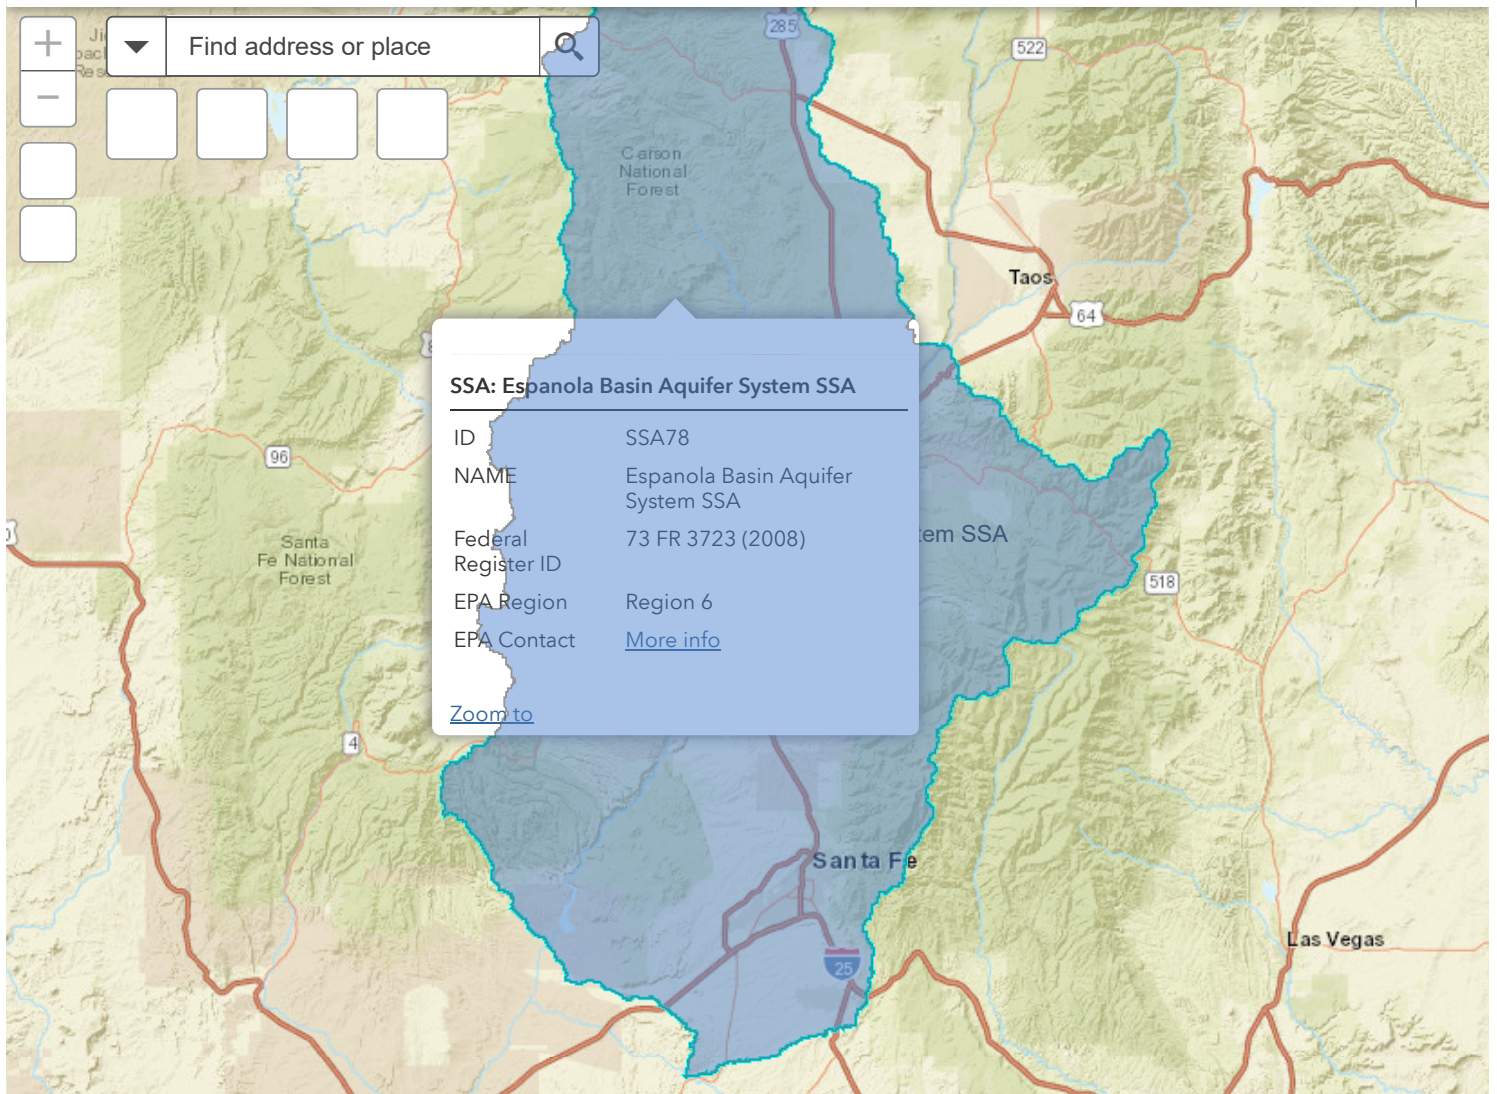 +
Find address or place
−
285
522
Carson
National
Forest
Taos
64
SSA: Espanola Basin Aquifer System SSA
ID SSA78
NAME Espanola Basin Aquifer
System SSA
96
Federal 73 FR 3723 (2008)
Register ID
tem SSA
Santa
Fe National
Forest
518
EPA Region Region 6
EPA Contact More info
Zoom to
4
Santa Fe
Las Vegas
25